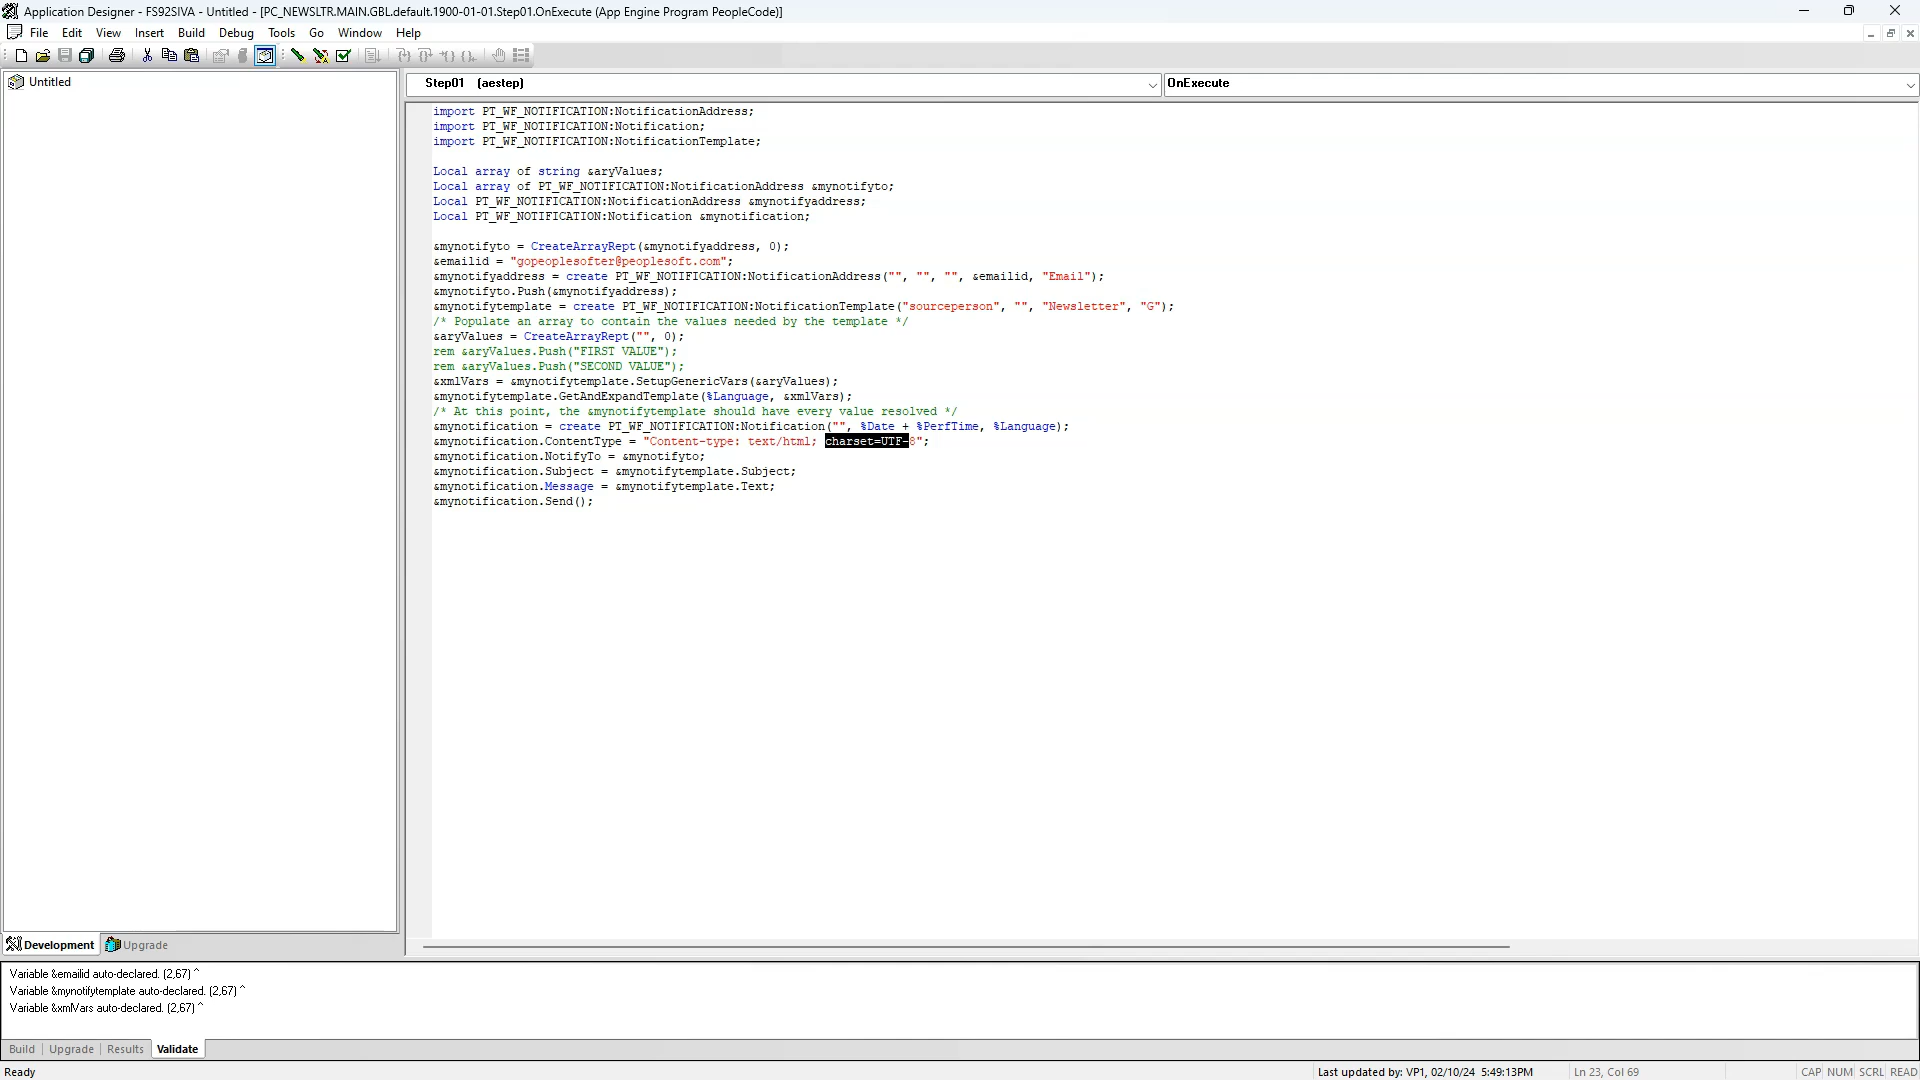 Application Designer - FS92SIVA - Untitled - [PC_NEWSLTR.MAIN.GBL.default.1900-01-01.Step01.OnExecute (App Engine Program PeopleCode)]
File Edit View Insert Build Debug Tools Go Window Help
Untitled
Step01 (aestep)
OnExecute
import PT_WF_NOTIFICATION:NotificationAddress;
import PT_WF_NOTIFICATION:Notification;
import PT_WF_NOTIFICATION:NotificationTemplate;
Local array of string &aryValues;
Local array of PT_WF_NOTIFICATION:NotificationAddress &mynotifyto;
Local PT_WF_NOTIFICATION:NotificationAddress &mynotifyaddress;
Local PT_WF_NOTIFICATION:Notification &mynotification;
&mynotifyto = CreateArrayRept(&mynotifyaddress, 0);
&emailid = "gopeoplesofter@peoplesoft.com";
&mynotifyaddress = create PT_WF_NOTIFICATION:NotificationAddress("", "", "", &emailid, "Email");
&mynotifyto.Push(&mynotifyaddress);
&mynotifytemplate = create PT_WF_NOTIFICATION:NotificationTemplate("sourceperson", "", "Newsletter", "G");
/* Populate an array to contain the values needed by the template */
&aryValues = CreateArrayRept("", 0);
rem &aryValues.Push("FIRST VALUE");
rem &aryValues.Push("SECOND VALUE");
&xmlVars = &mynotifytemplate.SetupGenericVars(&aryValues);
&mynotifytemplate.GetAndExpandTemplate(%Language, &xmlVars);
/* At this point, the &mynotifytemplate should have every value resolved */
&mynotification = create PT_WF_NOTIFICATION:Notification("", %Date + %PerfTime, %Language);
&mynotification.ContentType = "Content-type: text/html; charset=UTF-8";
&mynotification.NotifyTo = &mynotifyto;
&mynotification.Subject = &mynotifytemplate.Subject;
&mynotification.Message = &mynotifytemplate.Text;
&mynotification.Send();
Development Upgrade
Variable &emailid auto-declared. (2,67) ^
Variable &mynotifytemplate auto-declared. (2,67) ^
Variable &xmlVars auto-declared. (2,67) ^
Build Upgrade Results Validate
Ready
Last updated by: VP1, 02/10/24 5:49:13PM
Ln 23, Col 69
CAP NUM SCRL READ